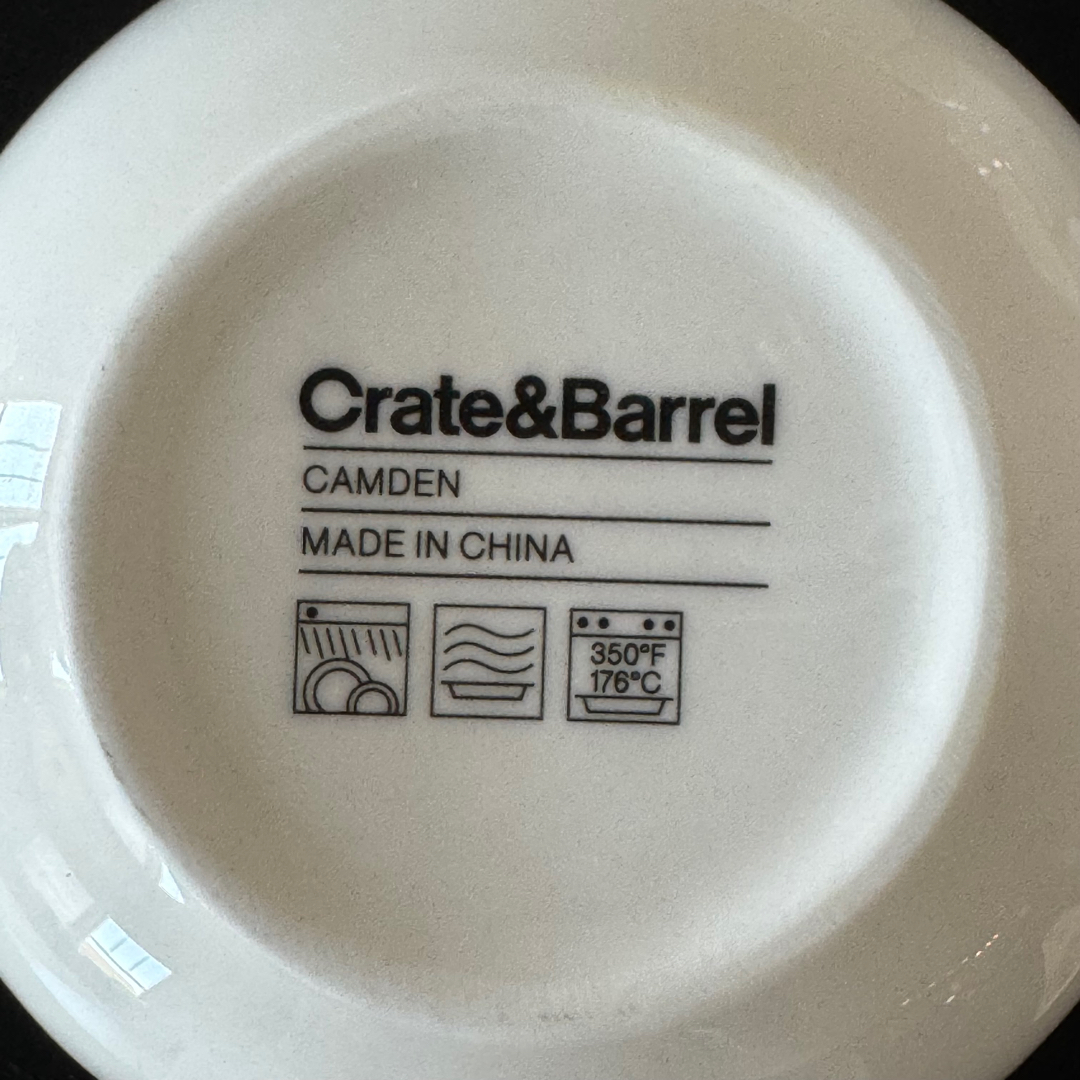 Crate&Barrel
CAMDEN
MADE IN CHINA
350°F
176°C